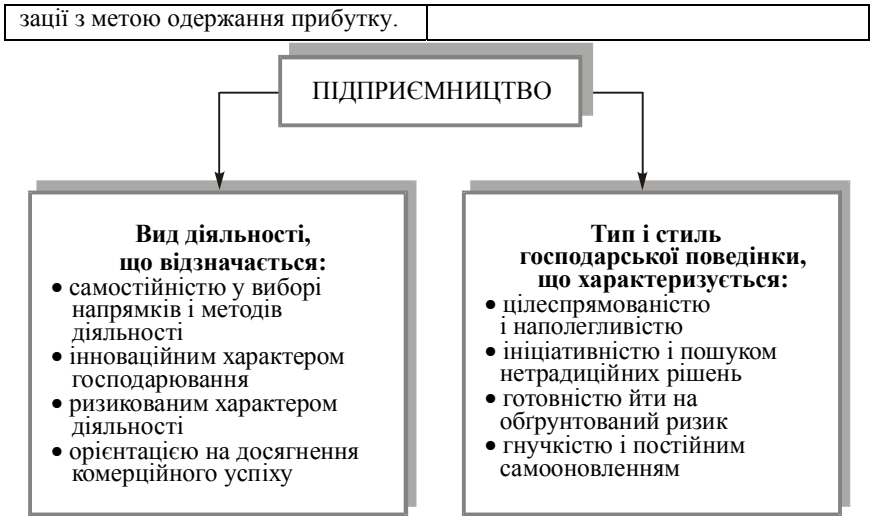 зації з метою одержання прибутку.
ПІДПРИЄМНИЦТВО
Вид діяльності,
що відзначається:
• самостійністю у виборі
напрямків і методів
діяльності
• інноваційним характером
господарювання
• ризикованим характером
діяльності
• орієнтацією на досягнення
комерційного успіху
Тип і стиль
господарської поведінки,
що характеризується:
• цілеспрямованістю
і наполегливістю
• ініціативністю і пошуком
нетрадиційних рішень
• готовністю йти на
обґрунтований ризик
• гнучкістю і постійним
самооновленням